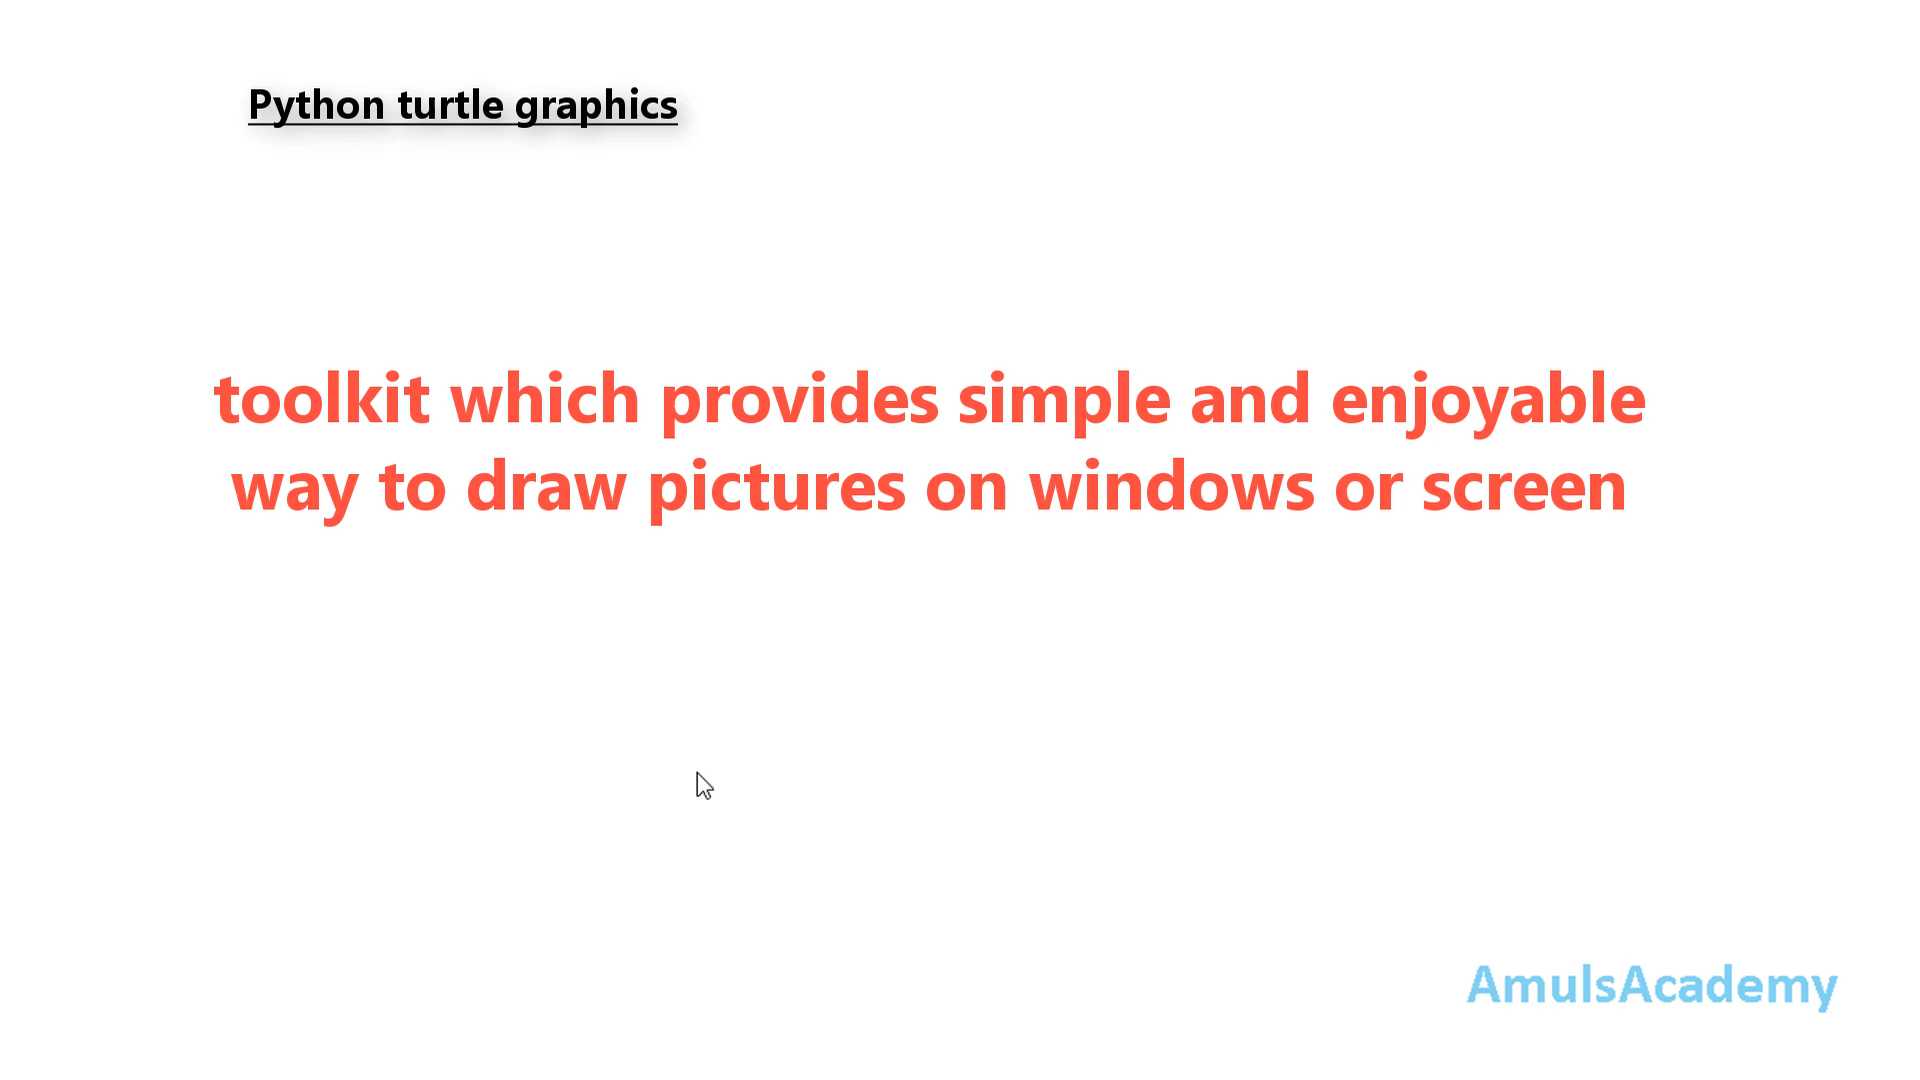 Python turtle graphics
toolkit which provides simple and enjoyable
way to draw pictures on windows or screen
AmulsAcademy